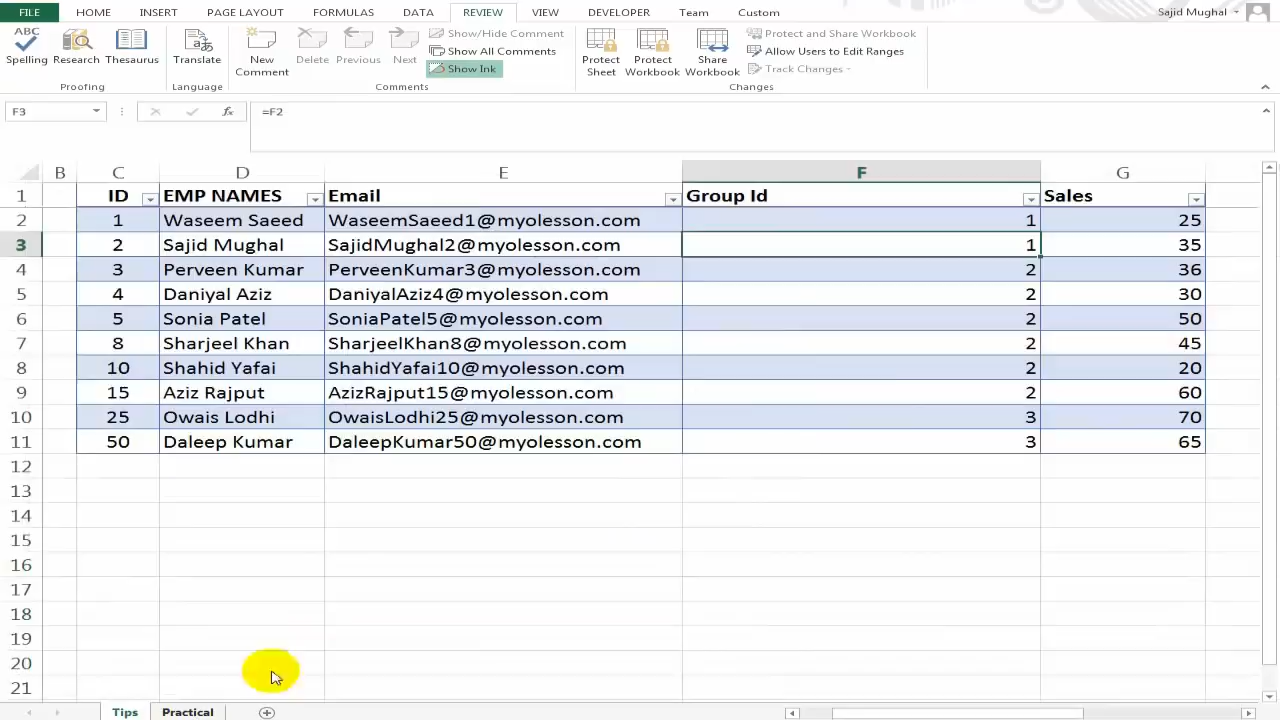 FILE HOME INSERT PAGE LAYOUT FORMULAS DATA REVIEW VIEW DEVELOPER Team Custom Sajid Mughal
ABC
Spelling Research Thesaurus
Proofing
Translate
Language
New Comment
Delete Previous Next
Show/Hide Comment
Show All Comments
Show Ink
Comments
Protect Sheet
Protect Workbook
Share Workbook
Protect and Share Workbook
Allow Users to Edit Ranges
Track Changes
Changes
F3 fx =F2
B C D E F G
1 ID EMP NAMES Email Group Id Sales
2 1 Waseem Saeed WaseemSaeed1@myolesson.com 1 25
3 2 Sajid Mughal SajidMughal2@myolesson.com 1 35
4 3 Perveen Kumar PerveenKumar3@myolesson.com 2 36
5 4 Daniyal Aziz DaniyalAziz4@myolesson.com 2 30
6 5 Sonia Patel SoniaPatel5@myolesson.com 2 50
7 8 Sharjeel Khan SharjeelKhan8@myolesson.com 2 45
8 10 Shahid Yafai ShahidYafai10@myolesson.com 2 20
9 15 Aziz Rajput AzizRajput15@myolesson.com 2 60
10 25 Owais Lodhi OwaisLodhi25@myolesson.com 3 70
11 50 Daleep Kumar DaleepKumar50@myolesson.com 3 65
12
13
14
15
16
17
18
19
20
21
Tips Practical